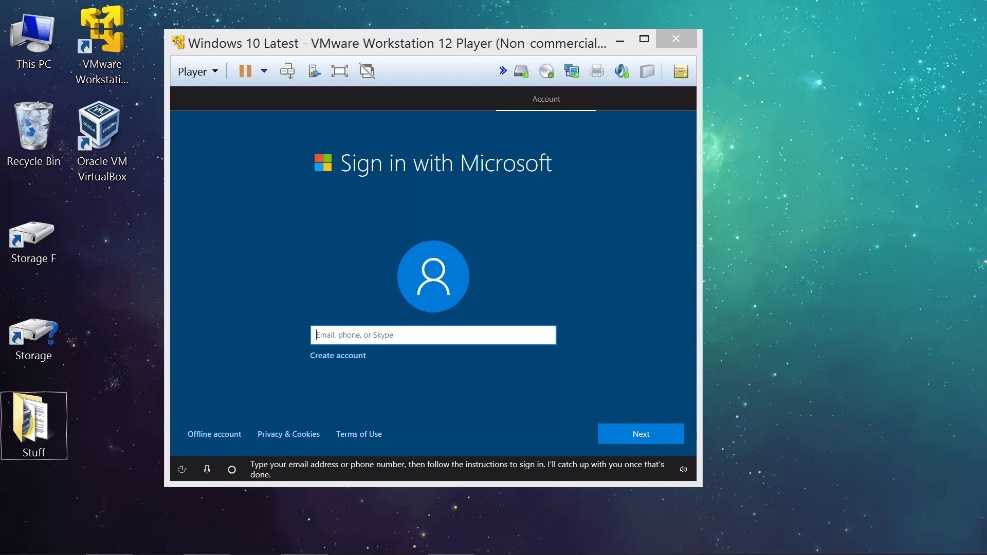 This PC
VMware
Workstati...
Recycle Bin
Oracle VM
VirtualBox
Storage F
Storage
Stuff
Windows 10 Latest - VMware Workstation 12 Player (Non-commercial...
Player
Account
Sign in with Microsoft
Email, phone, or Skype
Create account
Offline account
Privacy & Cookies
Terms of Use
Next
Type your email address or phone number, then follow the instructions to sign in. I'll catch up with you once that's
done.